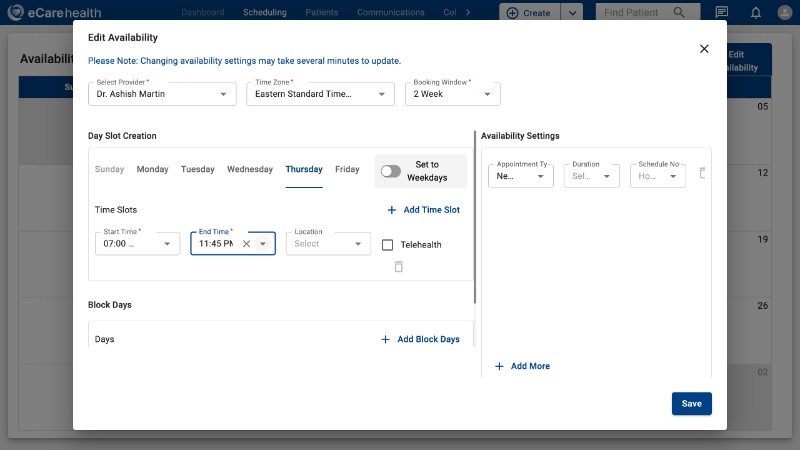 eCarehealth
Dashboard Scheduling Patients Communications Col
Create
Find Patient
Availabi
Edit
ilability
Su
05
12
19
26
02
Edit Availability
Please Note: Changing availability settings may take several minutes to update.
Select Provider *
Dr. Ashish Martin
Time Zone *
Eastern Standard Time...
Booking Window *
2 Week
Day Slot Creation
Sunday Monday Tuesday Wednesday Thursday Friday
Set to
Weekdays
Time Slots
Add Time Slot
Start Time *
07:00 ...
End Time *
11:45 PM
Location
Select
Telehealth
Block Days
Days
Add Block Days
Availability Settings
Appointment Ty
Ne...
Duration
Sel...
Schedule No
Ho...
Add More
Save